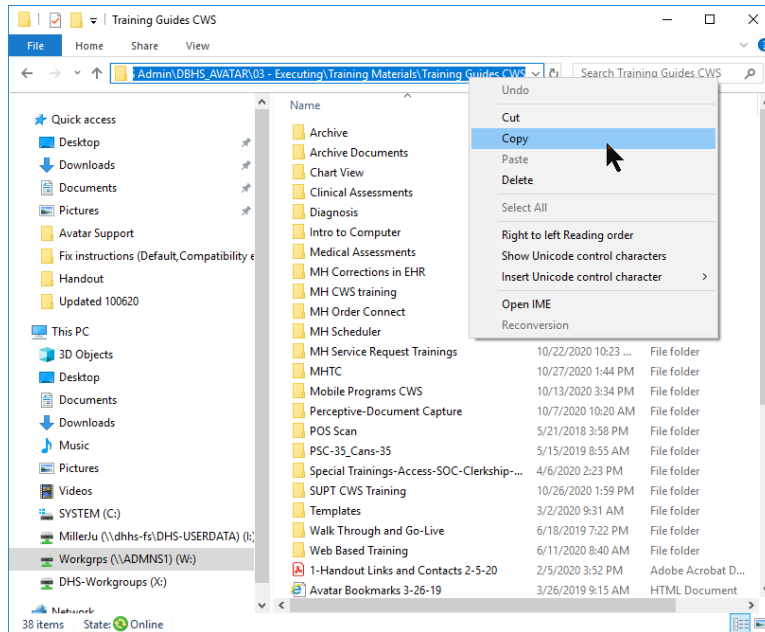 Training Guides CWS
File Home Share View
s Admin\DBHS_AVATAR\03 - Executing\Training Materials\Training Guides CWS Search Training Guides CWS
Name
Quick access
Desktop
Downloads
Documents
Pictures
Avatar Support
Fix instructions (Default,Compatibility
Handout
Updated 100620
This PC
3D Objects
Desktop
Documents
Downloads
Music
Pictures
Videos
SYSTEM (C:)
MillerJu (\\dhhs-fs\DHS-USERDATA) (I:)
Workgrps (\\ADMNS1) (W:)
DHS-Workgroups (X:)
Network
Archive
Archive Documents
Chart View
Clinical Assessments
Diagnosis
Intro to Computer
Medical Assessments
MH Corrections in EHR
MH CWS training
MH Order Connect
MH Scheduler
MH Service Request Trainings 10/22/2020 10:23 ... File folder
MHTC 10/27/2020 1:44 PM File folder
Mobile Programs CWS 10/13/2020 3:34 PM File folder
Perceptive-Document Capture 10/7/2020 10:20 AM File folder
POS Scan 5/21/2018 3:58 PM File folder
PSC-35_Cans-35 5/15/2019 8:55 AM File folder
Special Trainings-Access-SOC-Clerkship-... 4/6/2020 2:23 PM File folder
SUPT CWS Training 10/26/2020 1:59 PM File folder
Templates 3/2/2020 9:31 AM File folder
Walk Through and Go-Live 6/18/2019 7:22 PM File folder
Web Based Training 6/11/2020 8:40 AM File folder
1-Handout Links and Contacts 2-5-20 2/5/2020 3:52 PM Adobe Acrobat D...
Avatar Bookmarks 3-26-19 3/26/2019 9:15 AM HTML Document
Undo
Cut
Copy
Paste
Delete
Select All
Right to left Reading order
Show Unicode control characters
Insert Unicode control character
Open IME
Reconversion
38 items State: Online